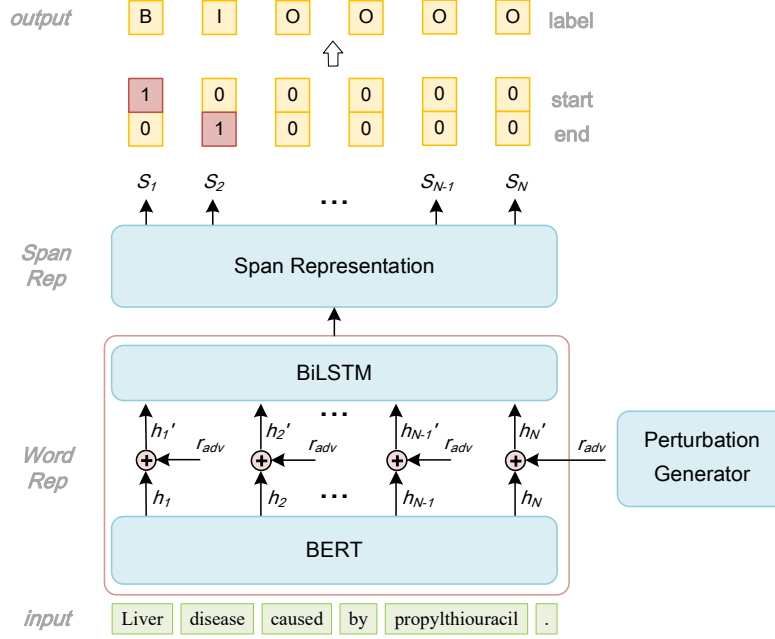 output B I O O O O label
1 0 0 0 0 0 start
0 1 0 0 0 0 end
S1 S2 ... SN-1 SN
Span Rep
Span Representation
BiLSTM
...
h1' h2' hN-1' hN'
Word Rep
radv radv radv radv
Perturbation Generator
h1 h2 ... hN-1 hN
BERT
input Liver disease caused by propylthiouracil .